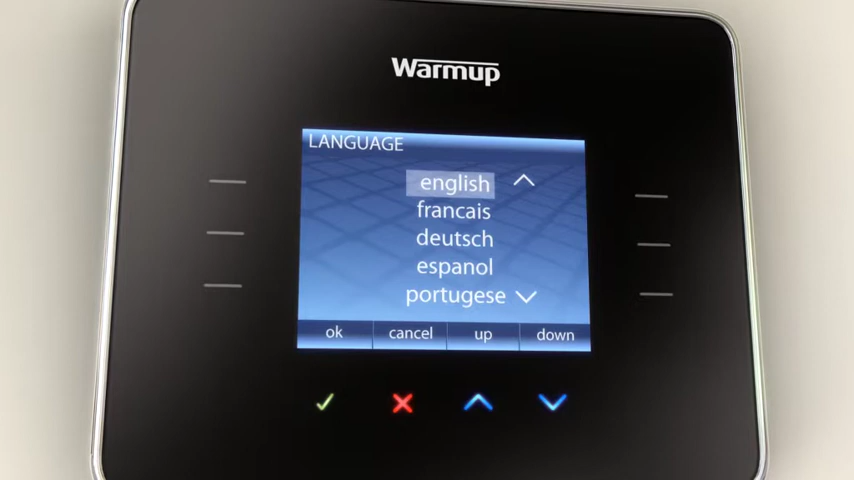 Warmup
LANGUAGE
english
francais
deutsch
espanol
portugese
ok cancel up down